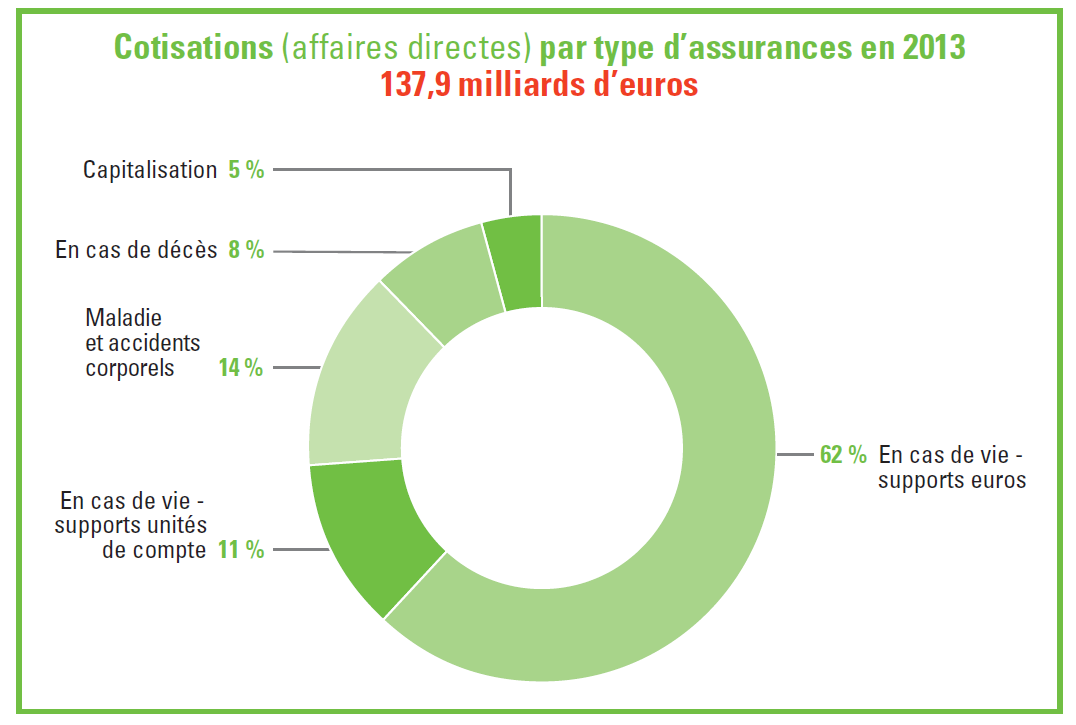 Cotisations (affaires directes) par type d’assurances en 2013
137,9 milliards d’euros
Capitalisation 5 %
En cas de décès 8 %
Maladie
et accidents
corporels 14 %
En cas de vie -
supports unités
de compte 11 %
62 % En cas de vie -
supports euros